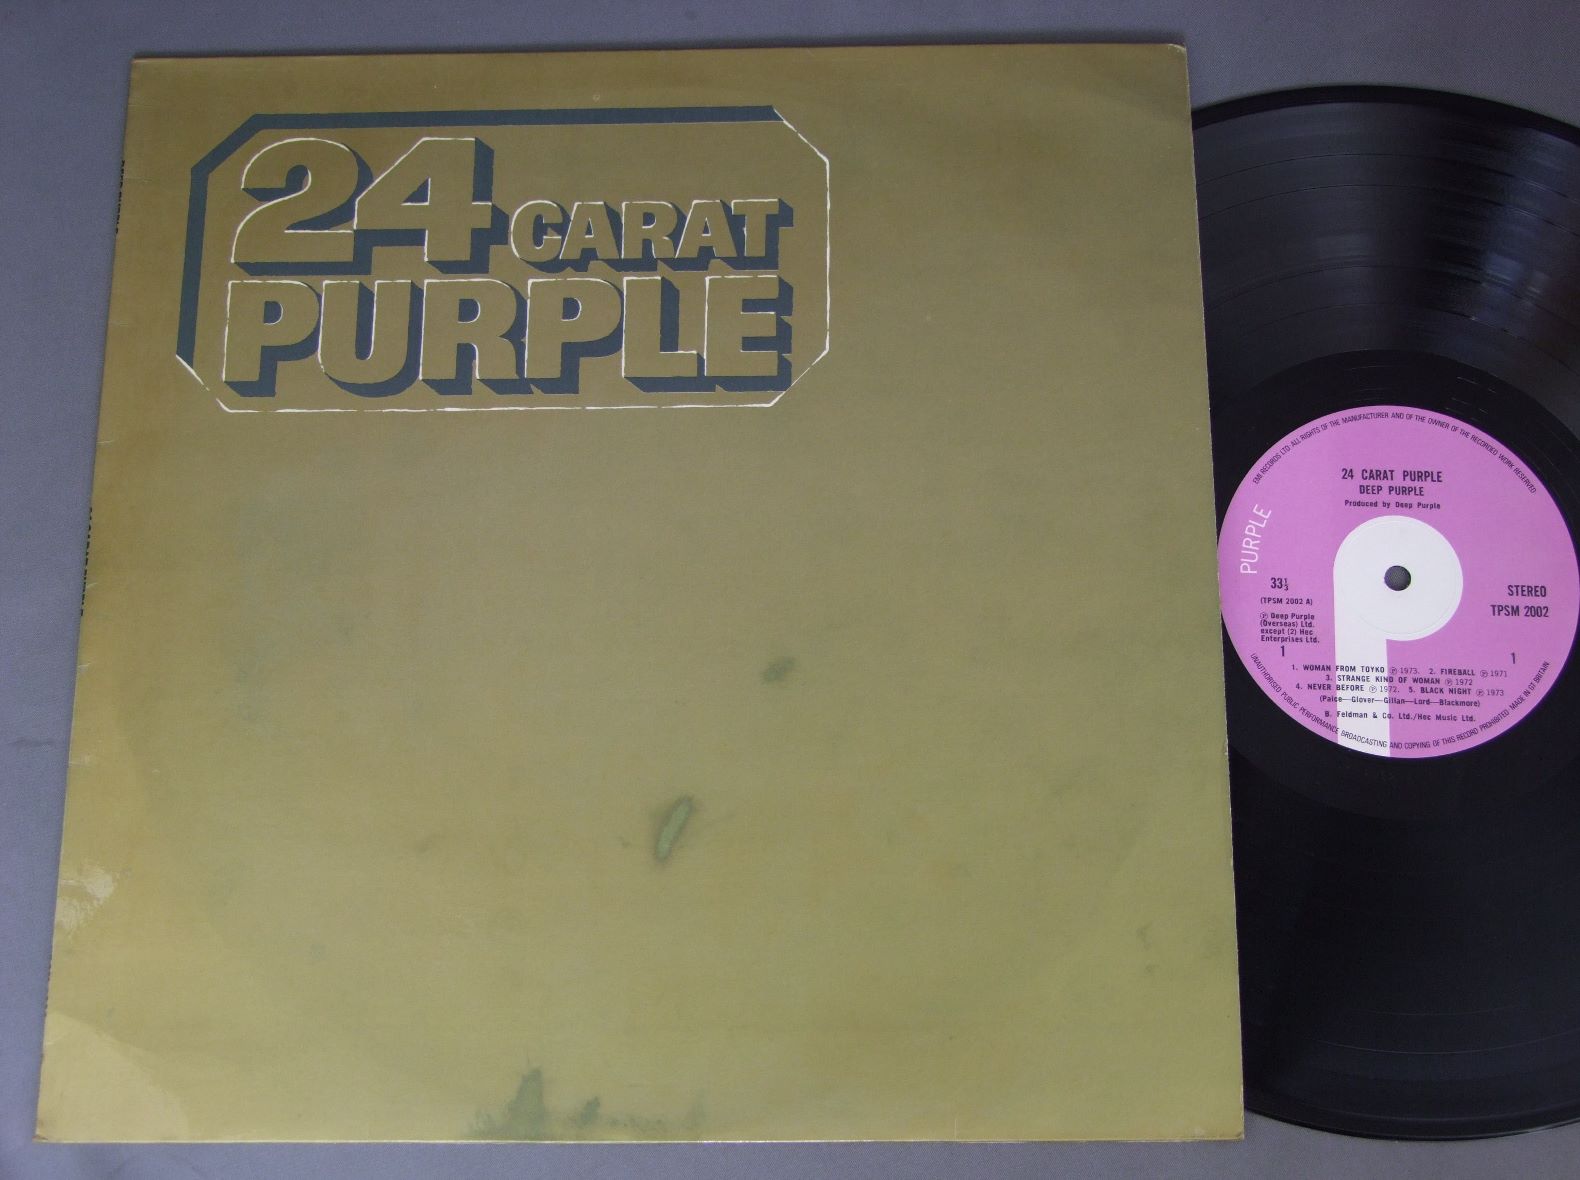 24 CARAT
PURPLE
EMI RECORDS LTD ALL RIGHTS OF THE MANUFACTURER AND OF THE OWNER OF THE RECORDED WORK RESERVED
24 CARAT PURPLE
DEEP PURPLE
Produced by Deep Purple
PURPLE
33⅓
(TPSM 2002 A)
℗ Deep Purple
(Overseas) Ltd.
except (2) Hec
Enterprises Ltd.
1
STEREO
TPSM 2002
1
1. WOMAN FROM TOYKO ℗ 1973. 2. FIREBALL ℗ 1971
3. STRANGE KIND OF WOMAN ℗ 1972
4. NEVER BEFORE ℗ 1972. 5. BLACK NIGHT ℗ 1973
(Paice—Glover—Gillan—Lord—Blackmore)
B. Feldman & Co. Ltd./Hec Music Ltd.
UNAUTHORISED PUBLIC PERFORMANCE BROADCASTING AND COPYING OF THIS RECORD PROHIBITED MADE IN GT BRITAIN